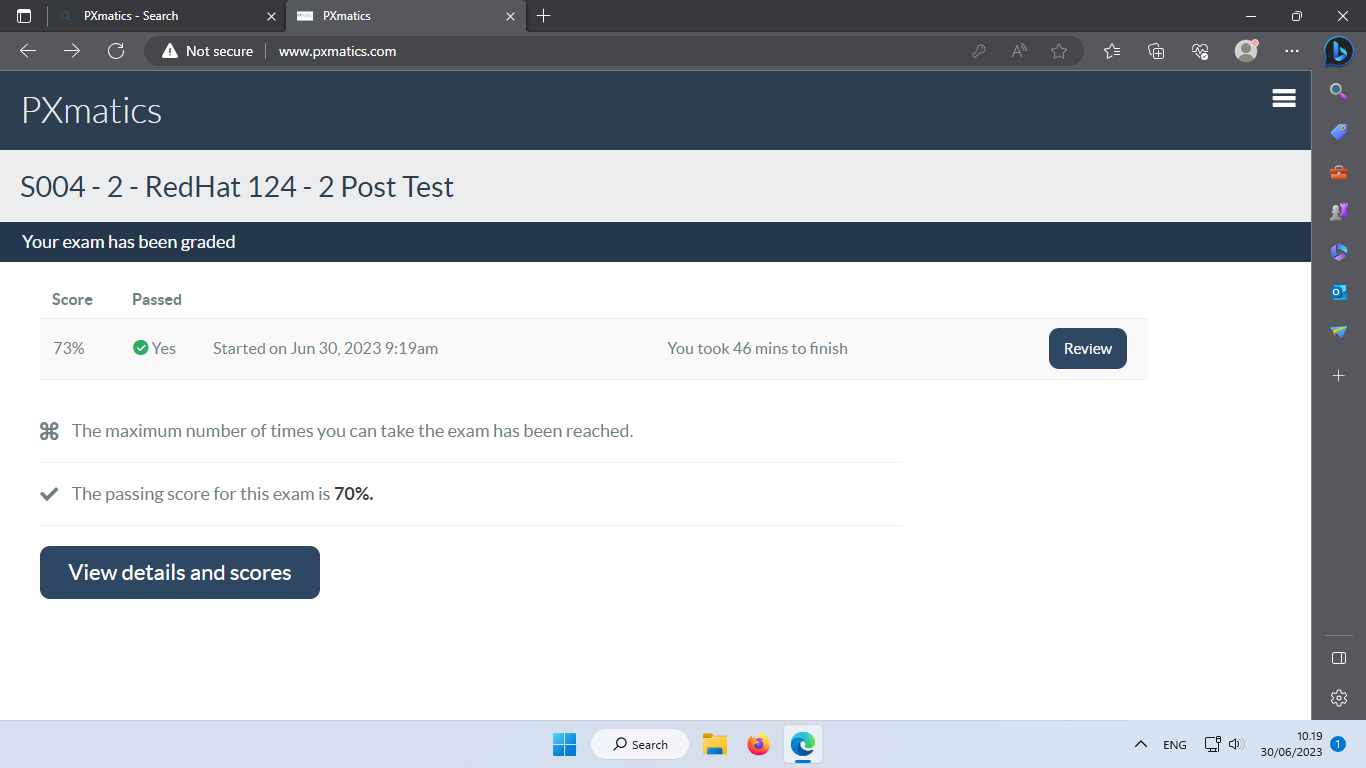 PXmatics - Search
PXmatics
Not secure
www.pxmatics.com
PXmatics
S004 - 2 - RedHat 124 - 2 Post Test
Your exam has been graded
Score Passed
73% Yes Started on Jun 30, 2023 9:19am You took 46 mins to finish Review
The maximum number of times you can take the exam has been reached.
The passing score for this exam is 70%.
View details and scores
Search
ENG
10.19
30/06/2023
1